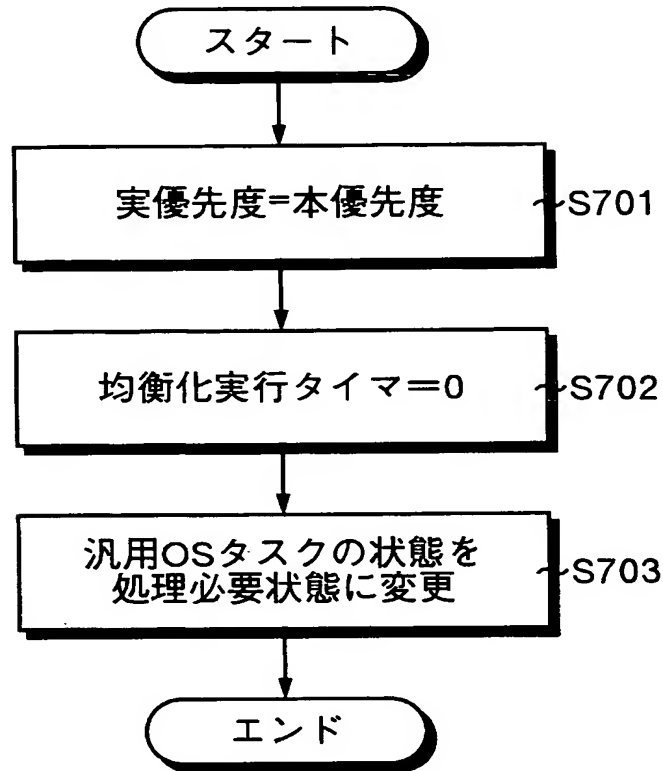 スタート
実優先度=本優先度
S701
均衡化実行タイマ=0
S702
汎用OSタスクの状態を
処理必要状態に変更
S703
エンド